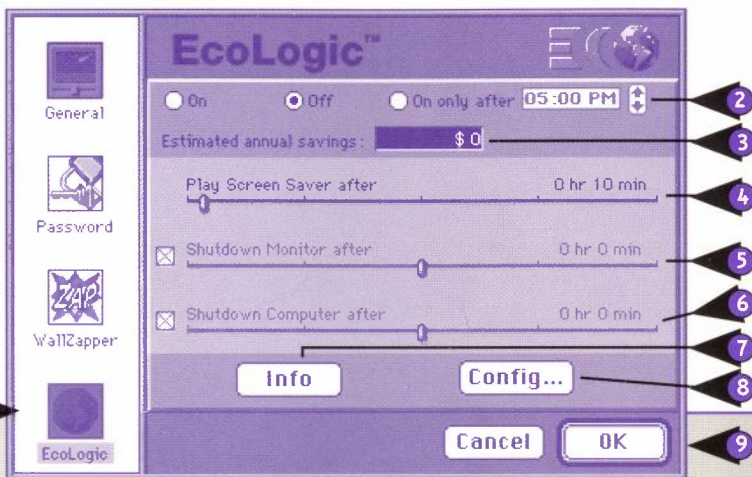 EcoLogic™
ECO
General
On Off On only after 05:00 PM
2
Estimated annual savings: $ 0
3
Play Screen Saver after 0 hr 10 min
4
Password
Shutdown Monitor after 0 hr 0 min
5
ZAP
WallZapper
Shutdown Computer after 0 hr 0 min
6
7
Info Config...
8
EcoLogic
Cancel OK
9